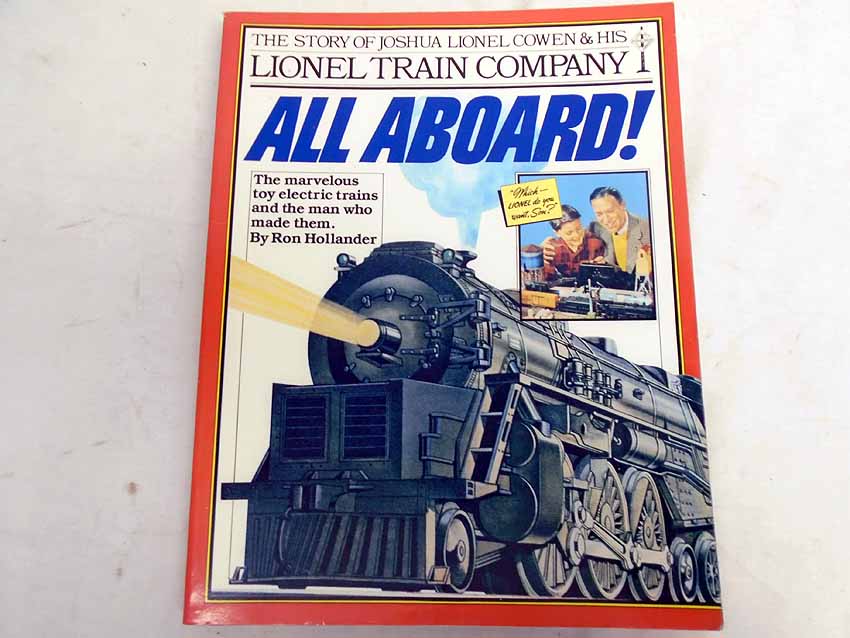 THE STORY OF JOSHUA LIONEL COWEN & HIS
LIONEL TRAIN COMPANY
ALL ABOARD!
The marvelous
toy electric trains
and the man who
made them.
By Ron Hollander
"Which—
LIONEL do you
want, Son?"